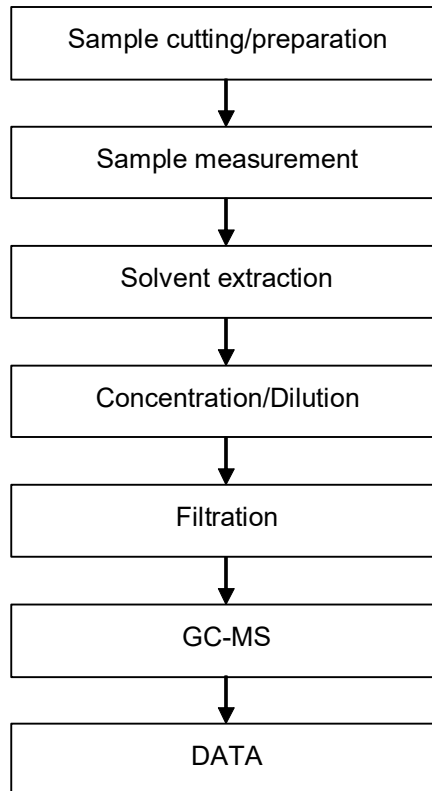 Sample cutting/preparation
Sample measurement
Solvent extraction
Concentration/Dilution
Filtration
GC-MS
DATA